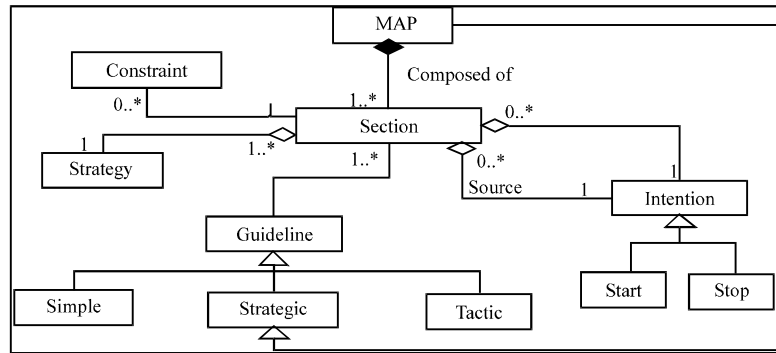 MAP
Composed of
Constraint
0..*
1..*
0..*
Section
1
1..*
Strategy
1..*
0..*
1
Source
1
Intention
Guideline
Simple
Strategic
Tactic
Start
Stop